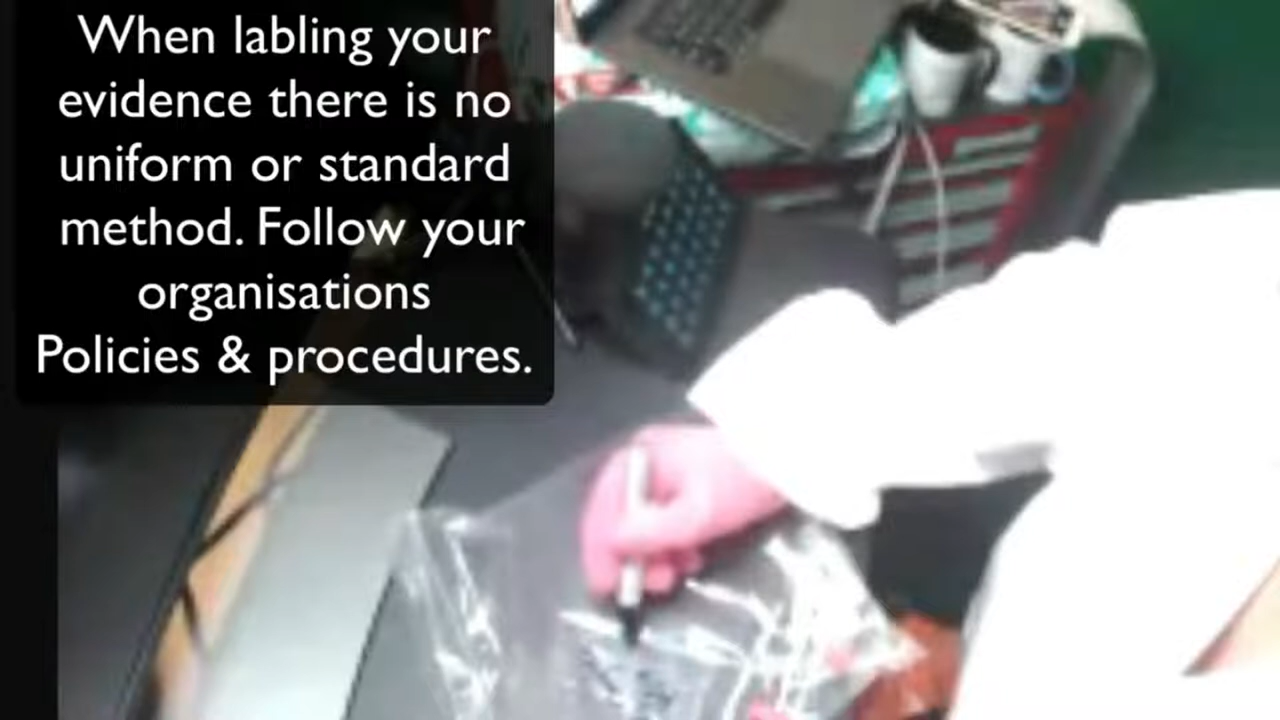 When labling your
evidence there is no
uniform or standard
method. Follow your
organisations
Policies & procedures.